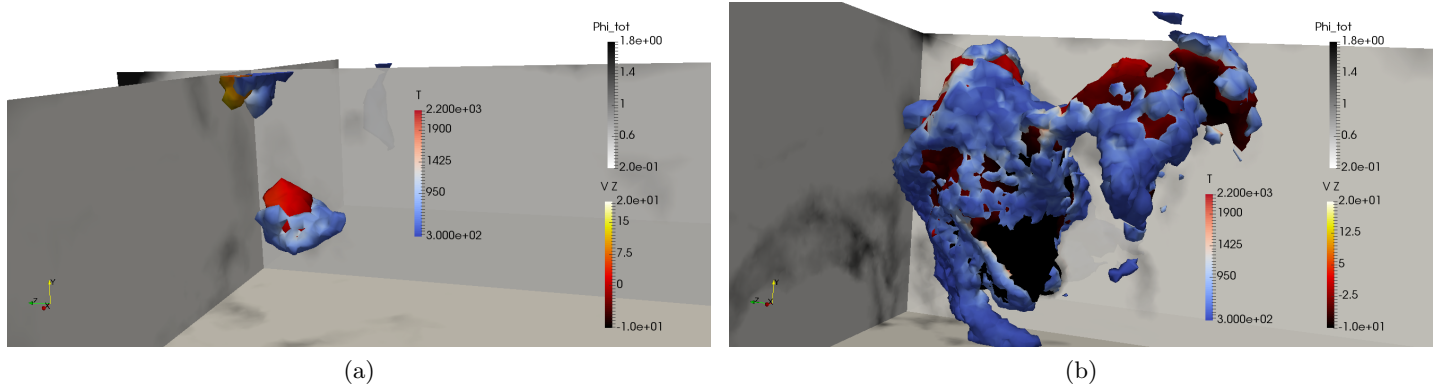 Phi_tot
1.8e+00
1.4
1
0.6
2.0e-01
T
2.200e+03
1900
1425
950
3.000e+02
V Z
2.0e+01
15
7.5
0
-1.0e+01
Y
Z
X
(a)
Phi_tot
1.8e+00
1.4
1
0.6
2.0e-01
T
2.200e+03
1900
1425
950
3.000e+02
V Z
2.0e+01
12.5
5
-2.5
-1.0e+01
Y
Z
X
(b)